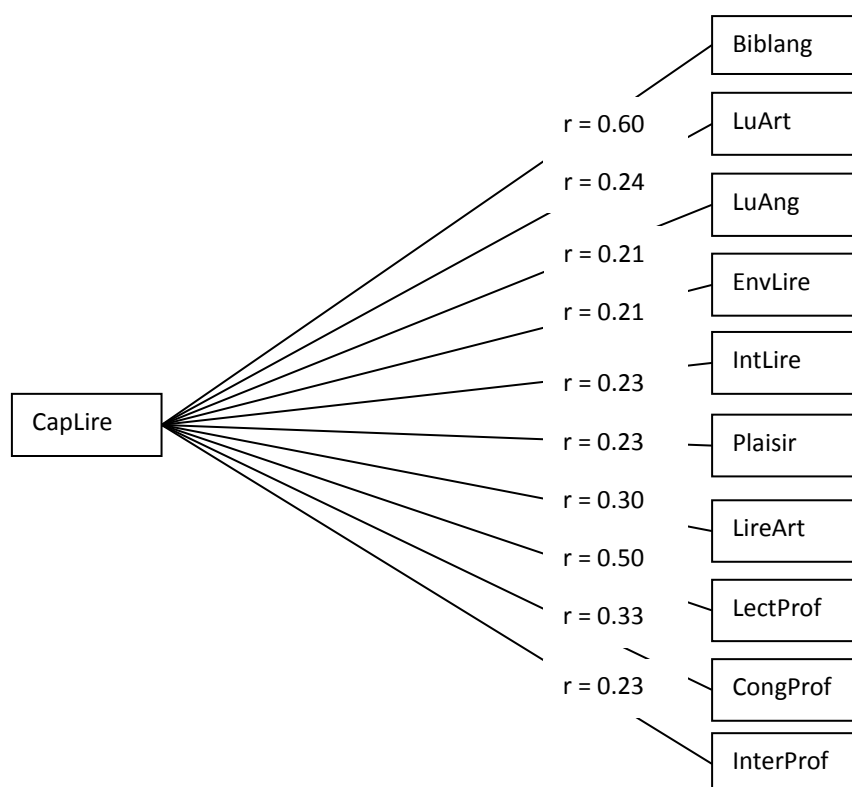 Biblang
LuArt
LuAng
EnvLire
IntLire
Plaisir
LireArt
LectProf
CongProf
InterProf
CapLire
r = 0.60
r = 0.24
r = 0.21
r = 0.21
r = 0.23
r = 0.23
r = 0.30
r = 0.50
r = 0.33
r = 0.23